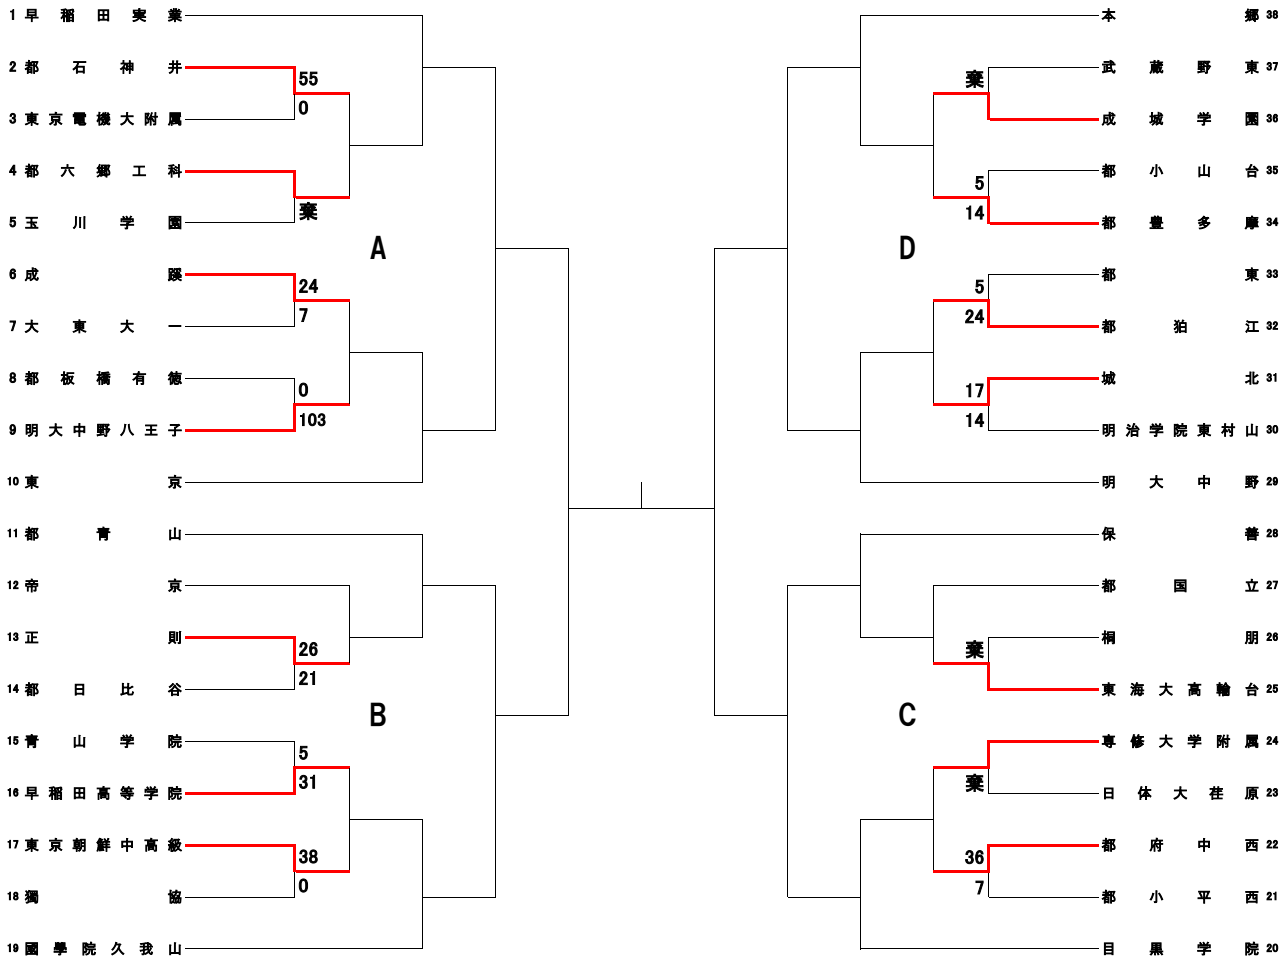 1 早稲田実業
2 都石神井
55
0
3 東京電機大附属
4 都六郷工科
棄
5 玉川学園
A
6 成蹊
24
7
7 大東大一
8 都板橋有徳
0
103
9 明大中野八王子
10 東京
11 都青山
12 帝京
13 正則
26
21
14 都日比谷
B
15 青山学院
5
31
16 早稲田高等学院
17 東京朝鮮中高級
38
0
18 獨協
19 國學院久我山
本郷 38
武蔵野東 37
棄
成城学園 36
都小山台 35
5
14
都豊多摩 34
D
都東 33
5
24
都狛江 32
城北 31
17
14
明治学院東村山 30
明大中野 29
保善 28
都国立 27
桐朋 26
棄
東海大高輪台 25
C
専修大学附属 24
棄
日体大荏原 23
都府中西 22
36
7
都小平西 21
目黒学院 20